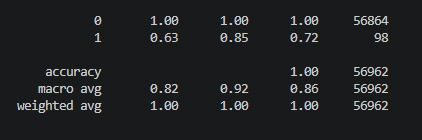 0 1.00 1.00 1.00 56864
1 0.63 0.85 0.72 98
accuracy 1.00 56962
macro avg 0.82 0.92 0.86 56962
weighted avg 1.00 1.00 1.00 56962